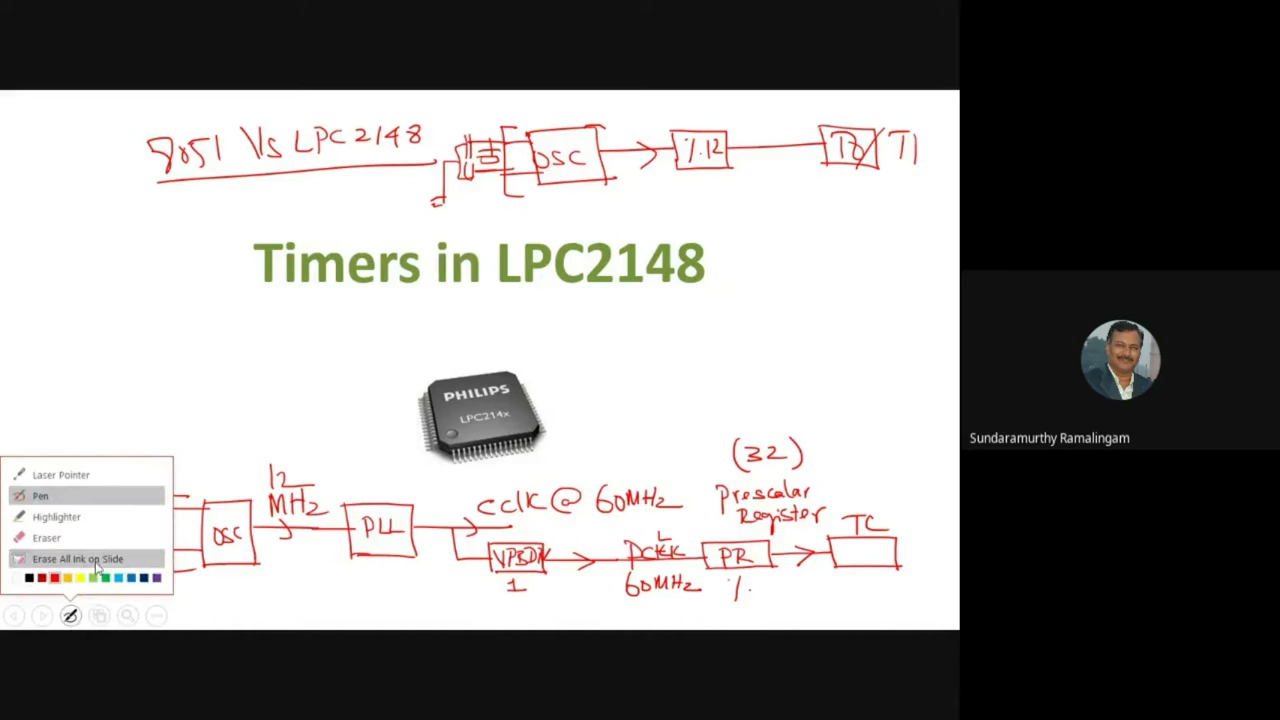 8051 Vs LPC2148
OSC
%12
T0/ T1
Timers in LPC2148
PHILIPS
LPC214x
Sundaramurthy Ramalingam
Laser Pointer
Pen
Highlighter
Eraser
Erase All Ink on Slide
(32)
Prescalar
Register
12
MHz
OSC
PLL
CClK @ 60MHz
TC
PR
1
60MHz
%.